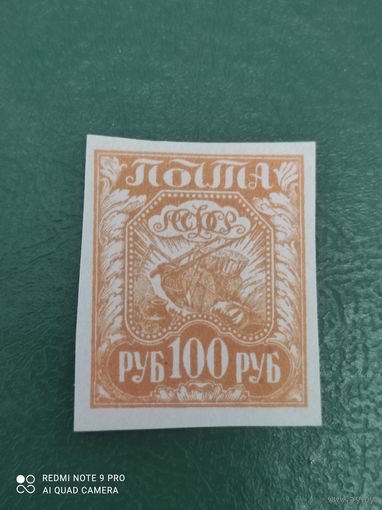 ПОЧТА
РСФСР
РУБ 100 РУБ
REDMI NOTE 9 PRO
AI QUAD CAMERA